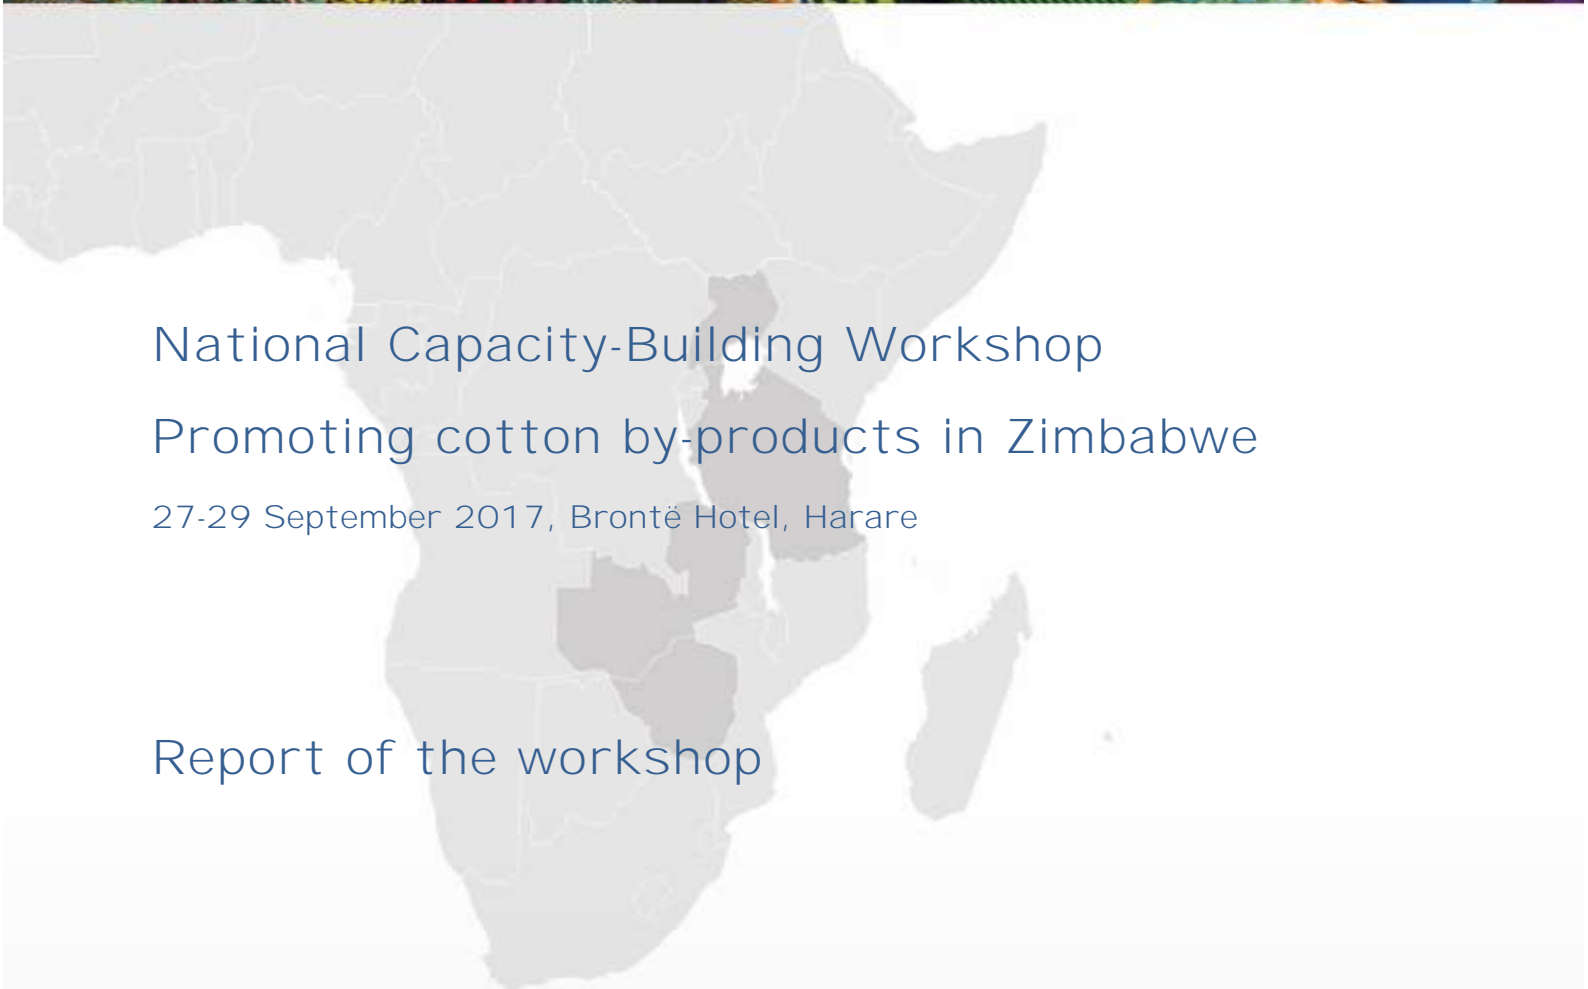 National Capacity-Building Workshop
Promoting cotton by-products in Zimbabwe
27-29 September 2017, Brontë Hotel, Harare
Report of the workshop